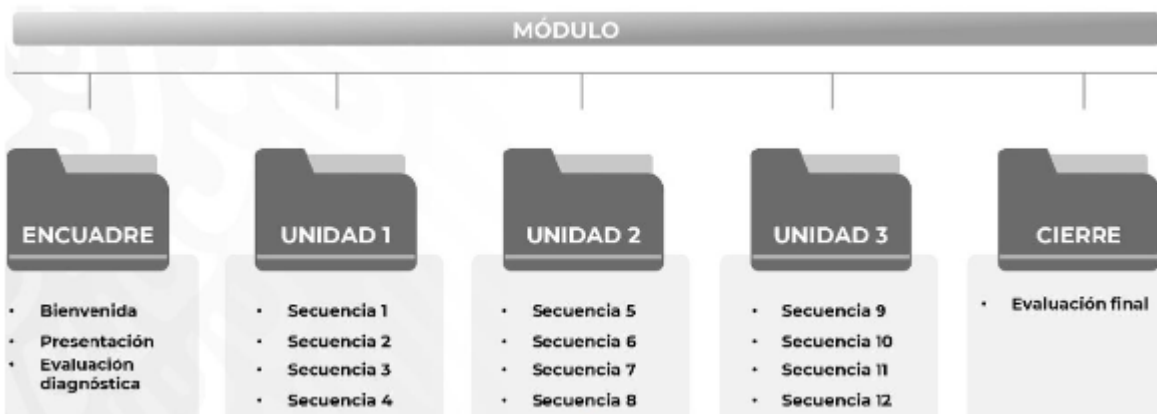 MÓDULO
ENCUADRE
Bienvenida
Presentación
Evaluación
diagnóstica
UNIDAD 1
Secuencia 1
Secuencia 2
Secuencia 3
Secuencia 4
UNIDAD 2
Secuencia 5
Secuencia 6
Secuencia 7
Secuencia 8
UNIDAD 3
Secuencia 9
Secuencia 10
Secuencia 11
Secuencia 12
CIERRE
Evaluación final